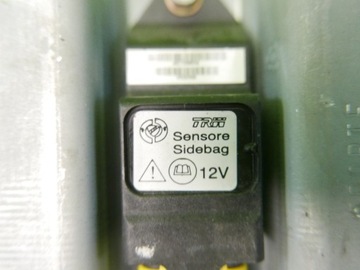 TRW
Sensore
Sidebag
12V